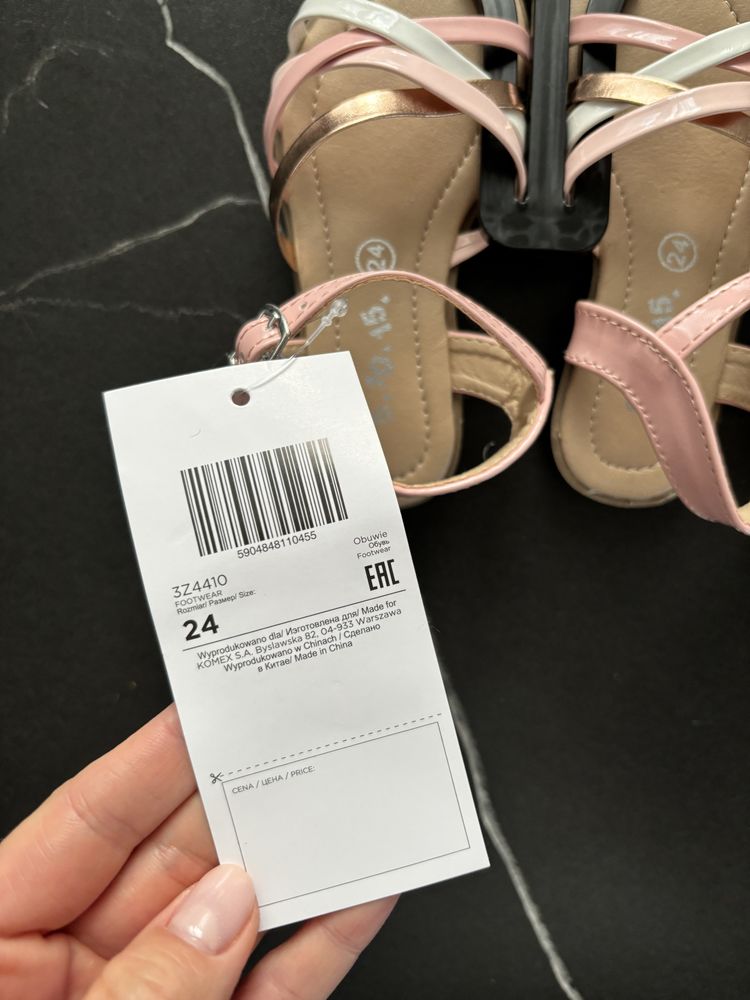 24
24
5904848110455
3Z4410
FOOTWEAR
Rozmiar/ Размер/ Size:
24
Obuwie
Обувь
Footwear
EAC
Wyprodukowano dla/ Изготовлена для/ Made for
KOMEX S.A. Bysławska 82, 04-933 Warszawa
Wyprodukowano w Chinach / Сделано
в Китае/ Made in China
CENA / ЦЕНА / PRICE: